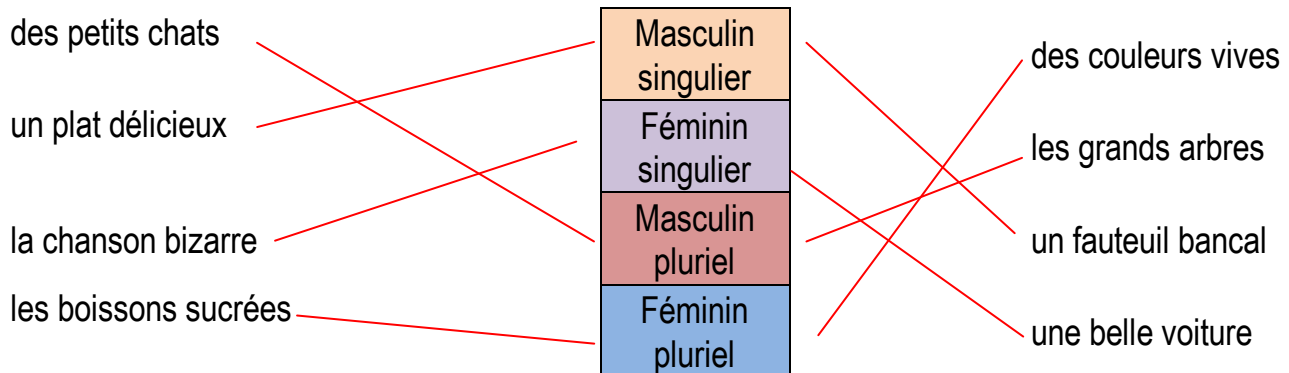 des petits chats
un plat délicieux
la chanson bizarre
les boissons sucrées
Masculin
singulier
Féminin
singulier
Masculin
pluriel
Féminin
pluriel
des couleurs vives
les grands arbres
un fauteuil bancal
une belle voiture